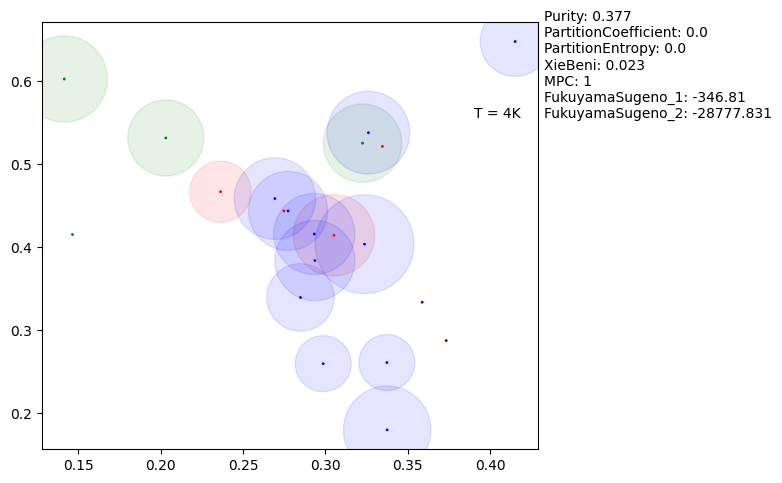 Purity: 0.377
PartitionCoefficient: 0.0
PartitionEntropy: 0.0
XieBeni: 0.023
MPC: 1
FukuyamaSugeno_1: -346.81
FukuyamaSugeno_2: -28777.831
T = 4K
0.6
0.5
0.4
0.3
0.2
0.15 0.20 0.25 0.30 0.35 0.40